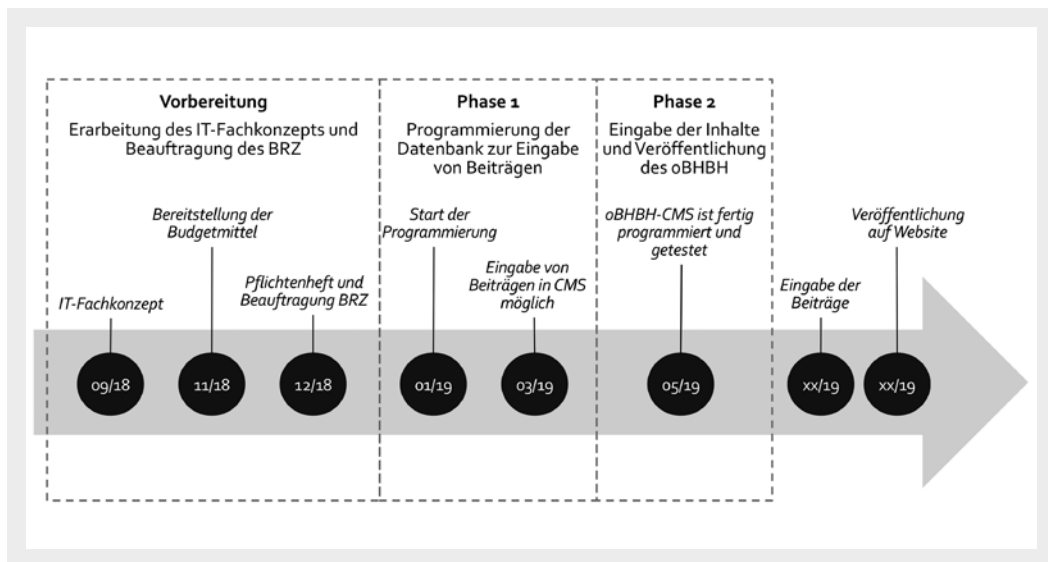 Vorbereitung
Erarbeitung des IT-Fachkonzepts und
Beauftragung des BRZ
Phase 1
Programmierung der
Datenbank zur Eingabe
von Beiträgen
Phase 2
Eingabe der Inhalte
und Veröffentlichung
des oBHBH
IT-Fachkonzept
Bereitstellung der
Budgetmittel
Pflichtenheft und
Beauftragung BRZ
Start der
Programmierung
Eingabe von
Beiträgen in CMS
möglich
oBHBH-CMS ist fertig
programmiert und
getestet
Eingabe der
Beiträge
Veröffentlichung
auf Website
09/18
11/18
12/18
01/19
03/19
05/19
xx/19
xx/19